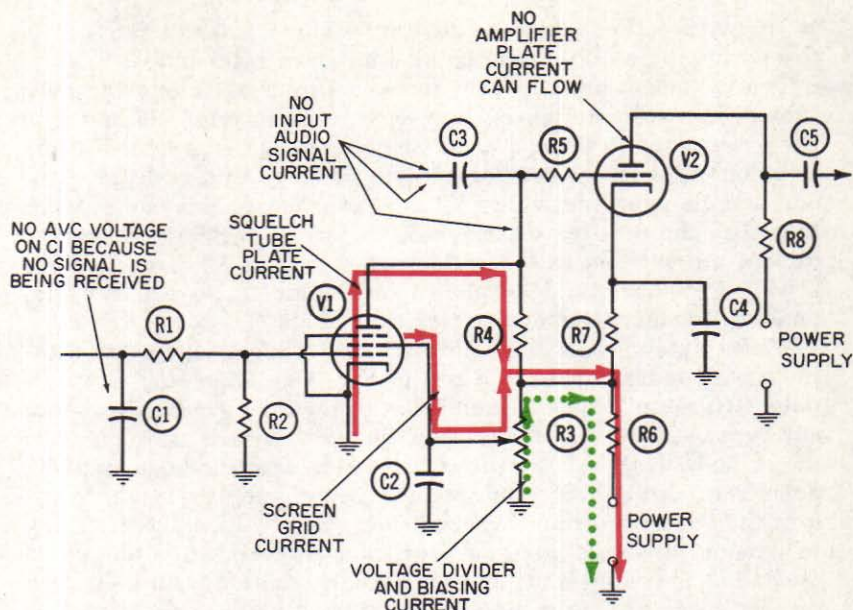 NO
AMPLIFIER
PLATE
CURRENT
CAN FLOW
NO
INPUT
AUDIO
SIGNAL
CURRENT
C3
R5
V2
C5
SQUELCH
TUBE
PLATE
CURRENT
NO AVC VOLTAGE
ON C1 BECAUSE
NO SIGNAL IS
BEING RECEIVED
R8
V1
R1
R4
R7
C4
POWER
SUPPLY
C1
R2
R3
R6
C2
SCREEN
GRID
CURRENT
POWER
SUPPLY
VOLTAGE DIVIDER
AND BIASING
CURRENT